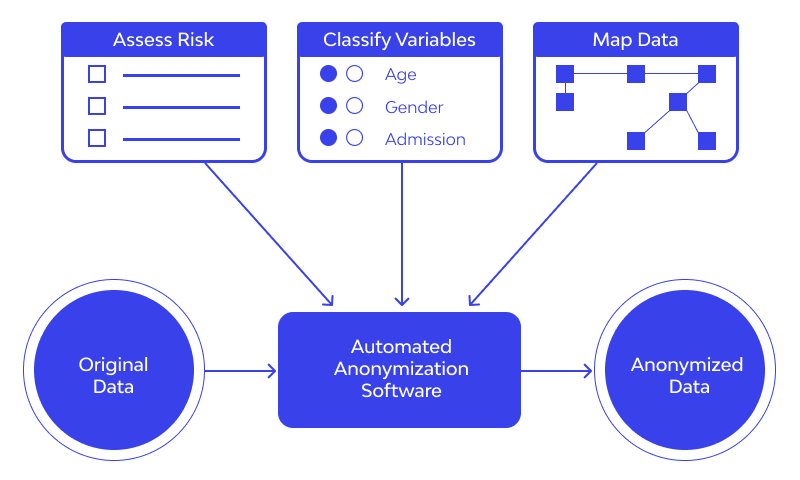 Assess Risk
Classify Variables
Age
Gender
Admission
Map Data
Original
Data
Automated
Anonymization
Software
Anonymized
Data